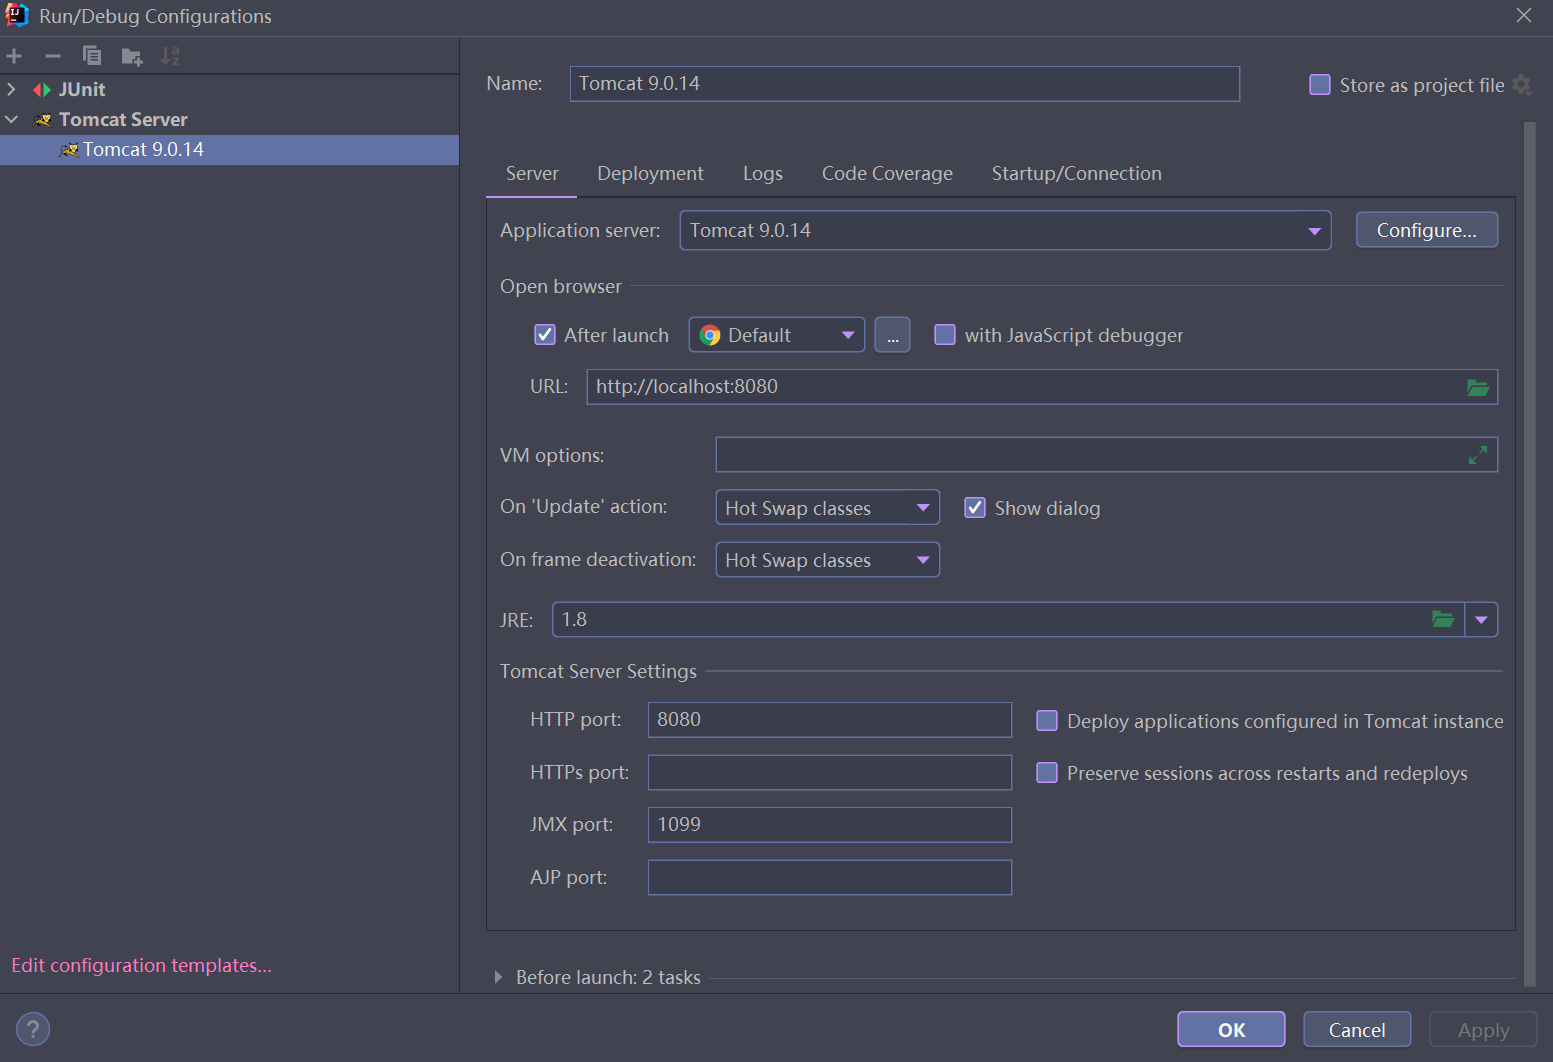 Run/Debug Configurations
JUnit
Tomcat Server
Tomcat 9.0.14
Edit configuration templates...
Name: Tomcat 9.0.14
Store as project file
Server Deployment Logs Code Coverage Startup/Connection
Application server: Tomcat 9.0.14 Configure...
Open browser
After launch Default ... with JavaScript debugger
URL: http://localhost:8080
VM options:
On 'Update' action: Hot Swap classes Show dialog
On frame deactivation: Hot Swap classes
JRE: 1.8
Tomcat Server Settings
HTTP port: 8080 Deploy applications configured in Tomcat instance
HTTPs port: Preserve sessions across restarts and redeploys
JMX port: 1099
AJP port:
Before launch: 2 tasks
? OK Cancel Apply